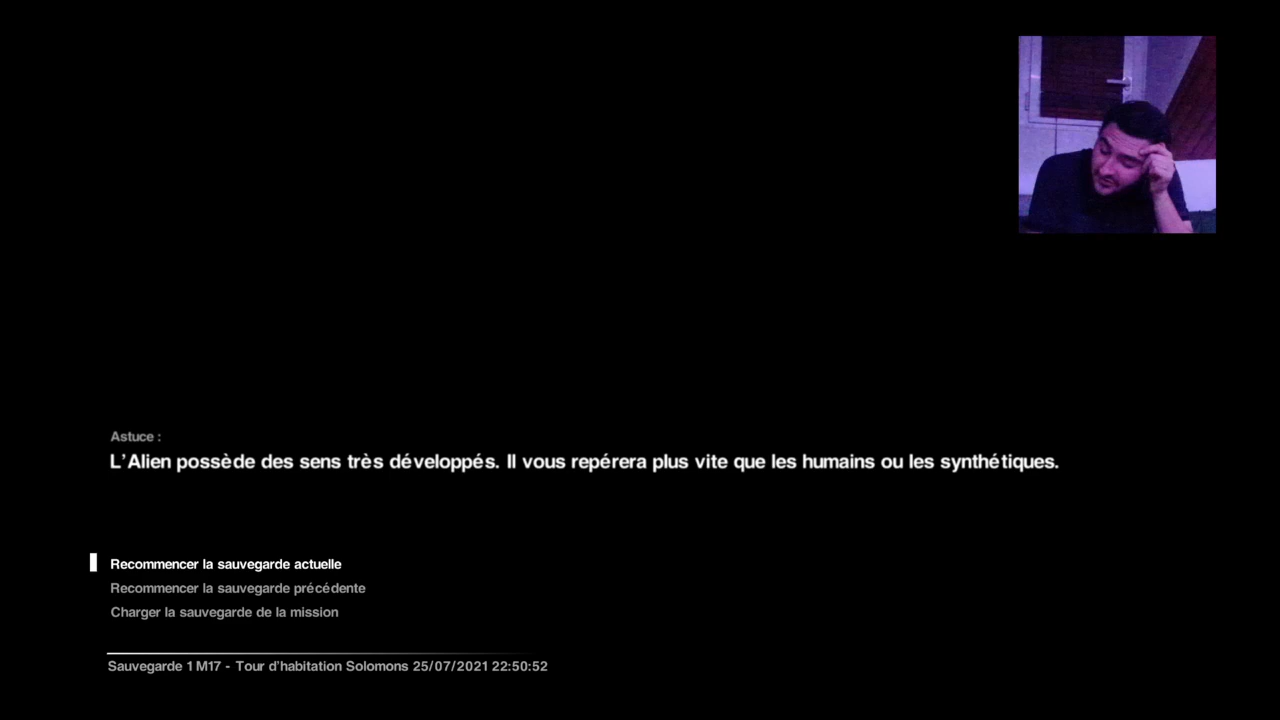 Astuce :
L'Alien possède des sens très développés. Il vous repérera plus vite que les humains ou les synthétiques.
Recommencer la sauvegarde actuelle
Recommencer la sauvegarde précédente
Charger la sauvegarde de la mission
Sauvegarde 1 M17 - Tour d'habitation Solomons 25/07/2021 22:50:52